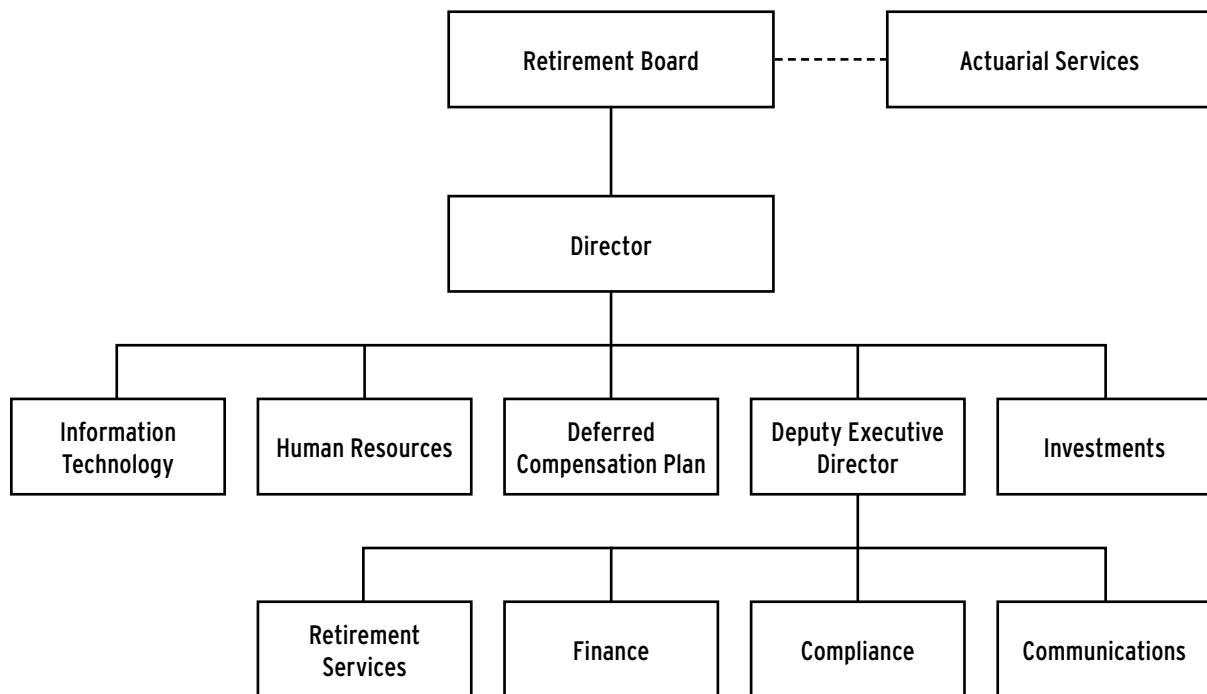 Retirement Board
Actuarial Services
Director
Information
Technology
Human Resources
Deferred
Compensation Plan
Deputy Executive
Director
Investments
Retirement
Services
Finance
Compliance
Communications